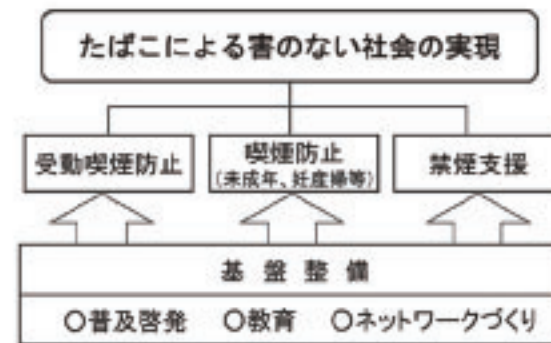 たばこによる害のない社会の実現
受動喫煙防止
喫煙防止
(未成年、妊産婦等)
禁煙支援
基盤整備
○普及啓発 ○教育 ○ネットワークづくり